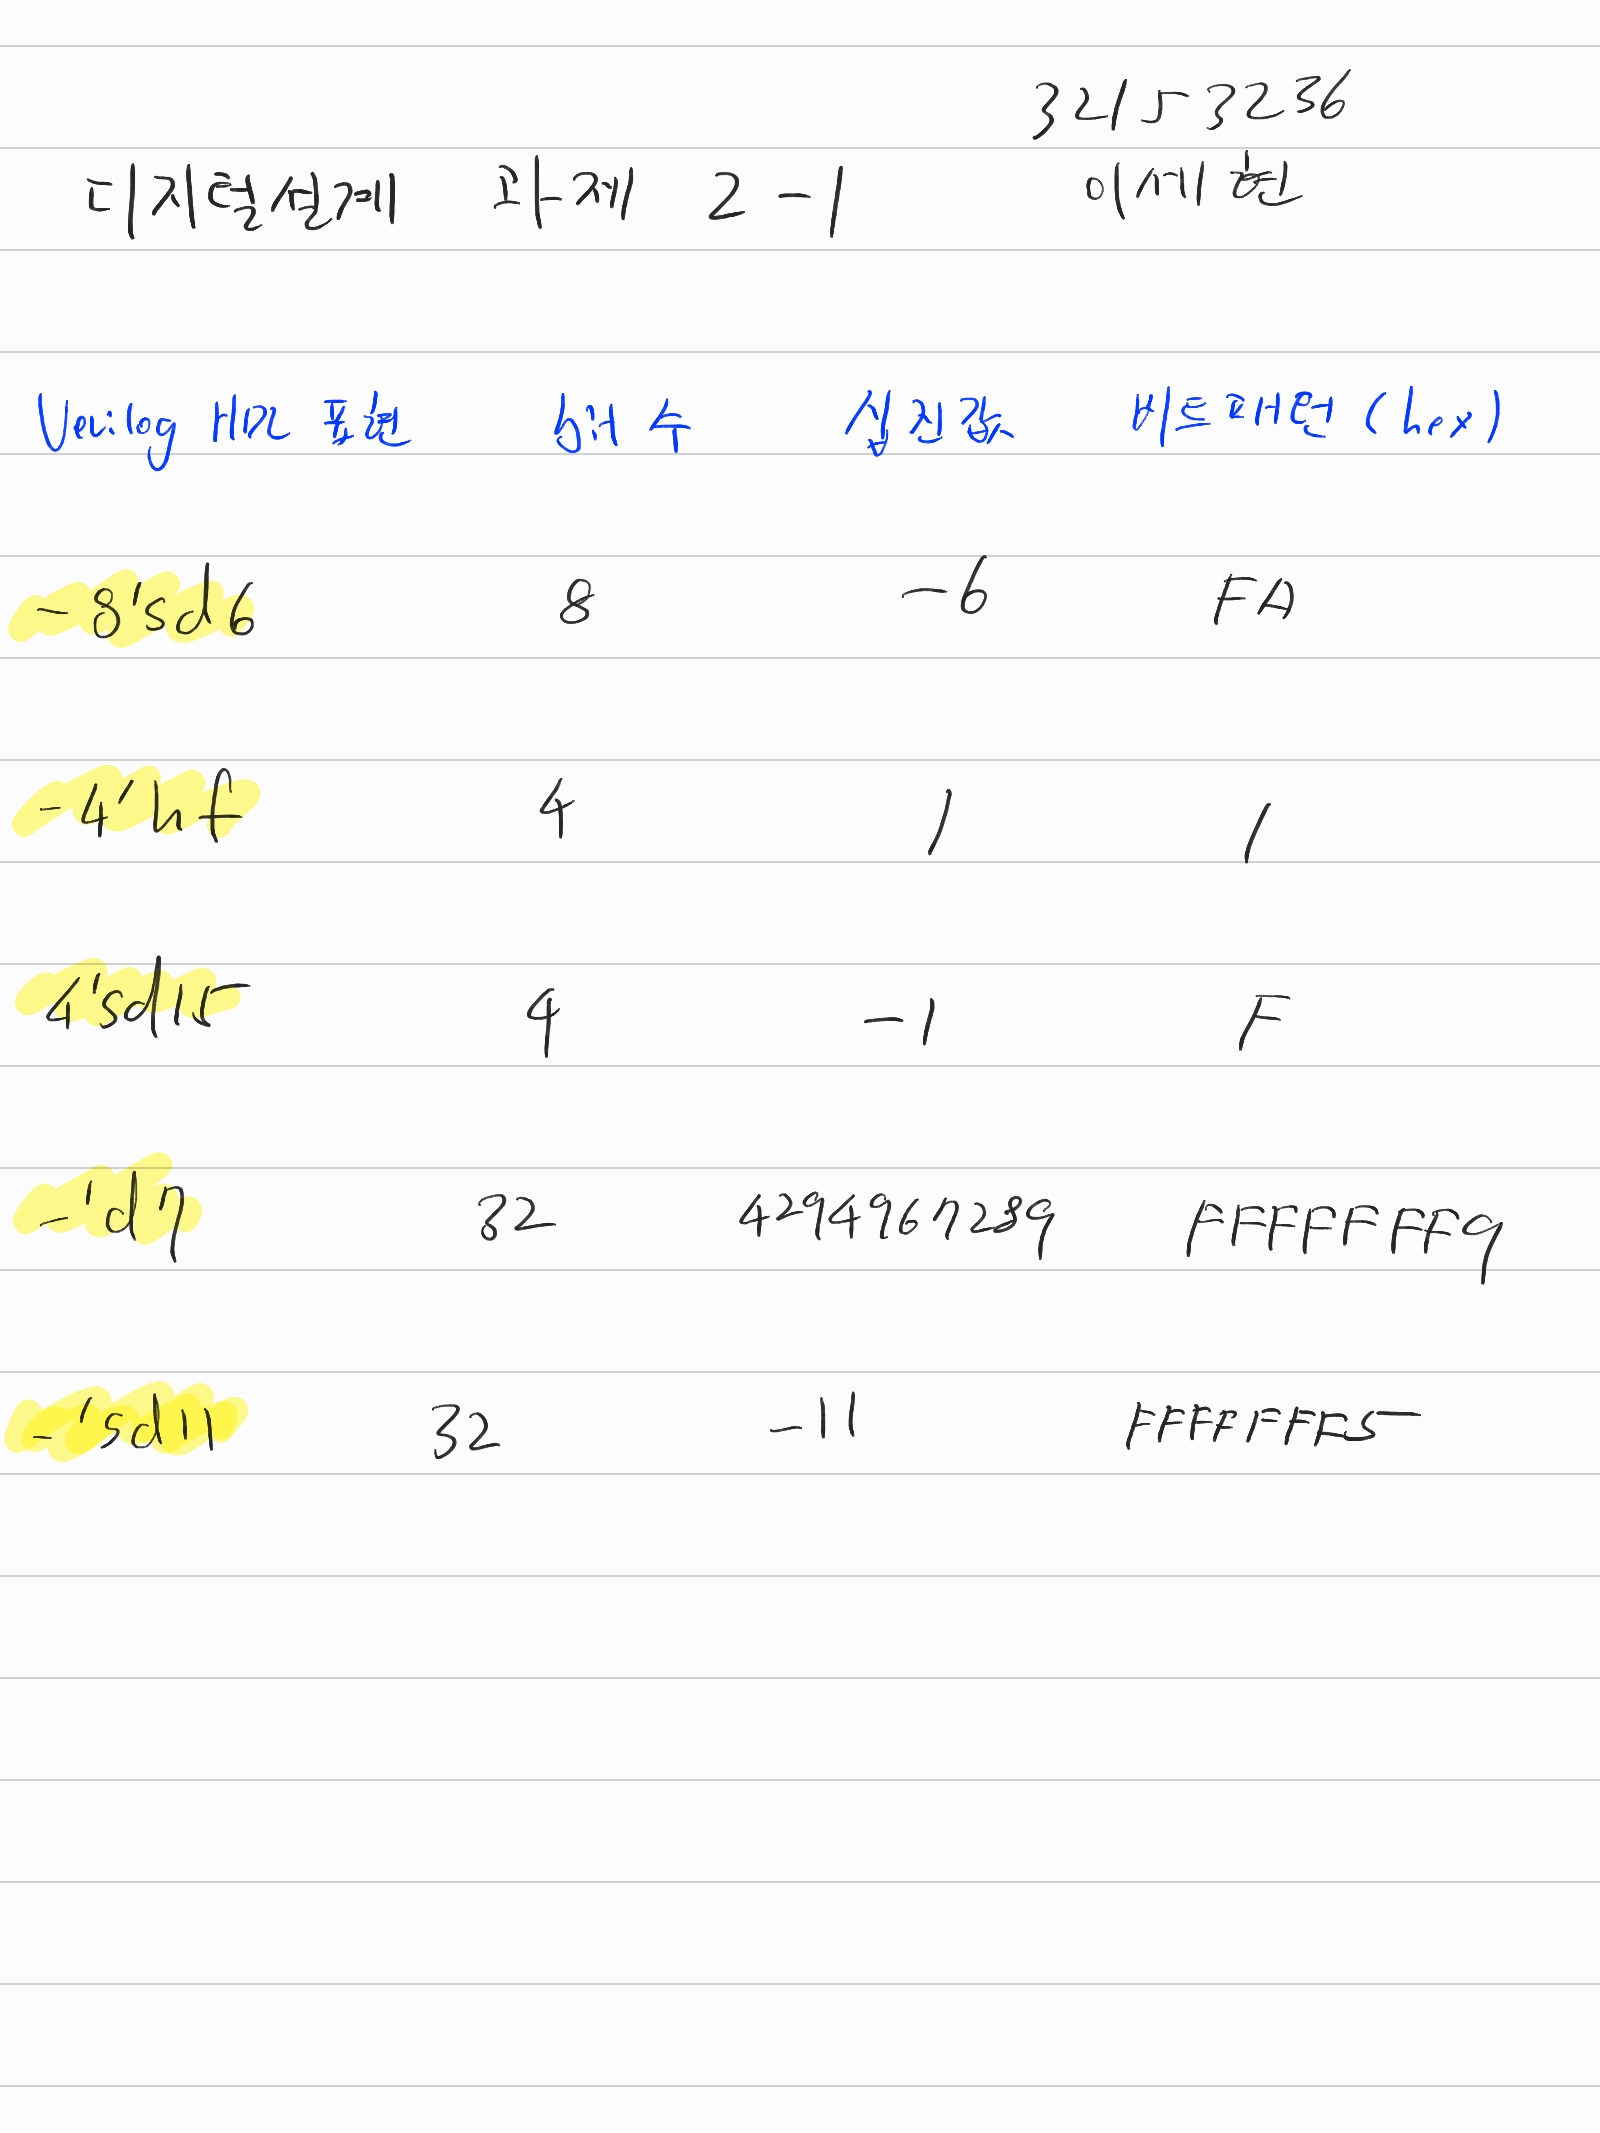 32153236
디지털설계 과제 2-1 이세현
Verilog HDL 표현 bit 수 십진값 비트패턴 (hex)
-8'sd6 8 -6 FA
-4'hf 4 1 1
4'sd15 4 -1 F
-'d7 32 4294967289 FFFFFFF9
-'sd11 32 -11 FFFFFFF5